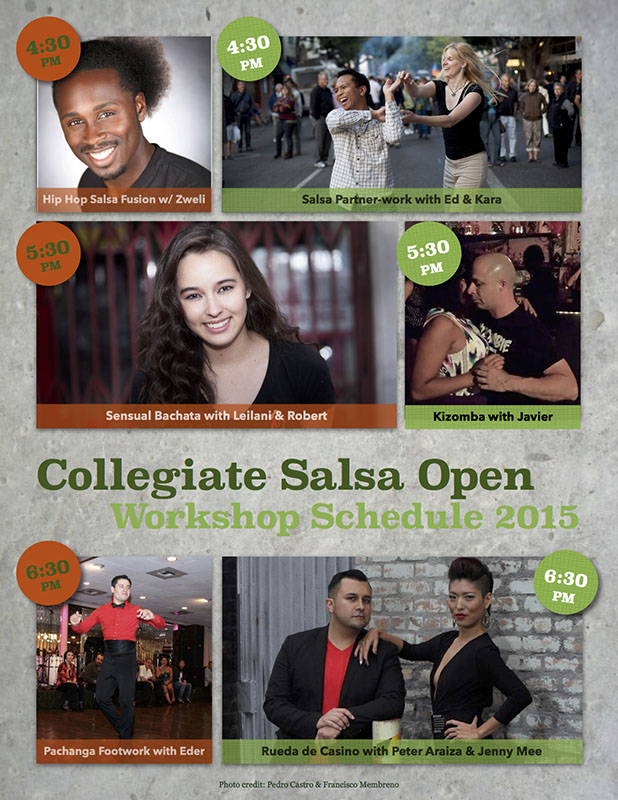 4:30
PM
Hip Hop Salsa Fusion w/ Zweli
4:30
PM
Salsa Partner-work with Ed & Kara
5:30
PM
Sensual Bachata with Leilani & Robert
5:30
PM
Kizomba with Javier
Collegiate Salsa Open
Workshop Schedule 2015
6:30
PM
Pachanga Footwork with Eder
6:30
PM
Rueda de Casino with Peter Araiza & Jenny Mee
Photo credit: Pedro Castro & Francisco Membreno